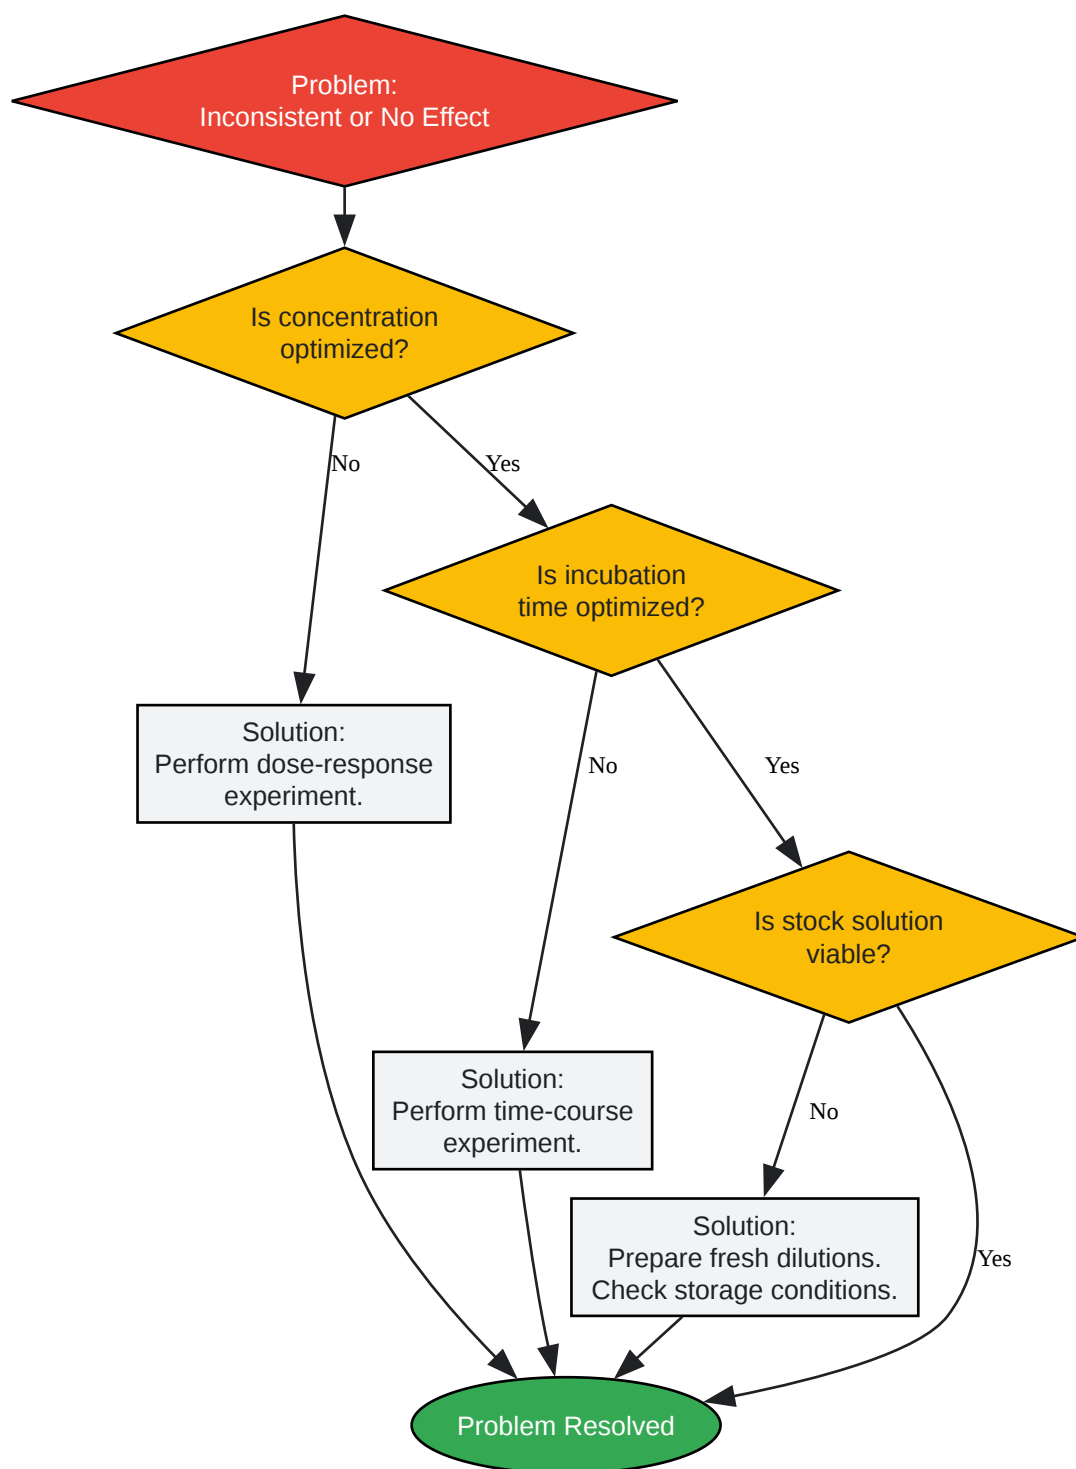 Problem:
Inconsistent or No Effect
Is concentration
optimized?
No
Yes
Is incubation
time optimized?
Solution:
Perform dose-response
experiment.
No
Yes
Is stock solution
viable?
Solution:
Perform time-course
experiment.
No
Solution:
Prepare fresh dilutions.
Check storage conditions.
Yes
Problem Resolved